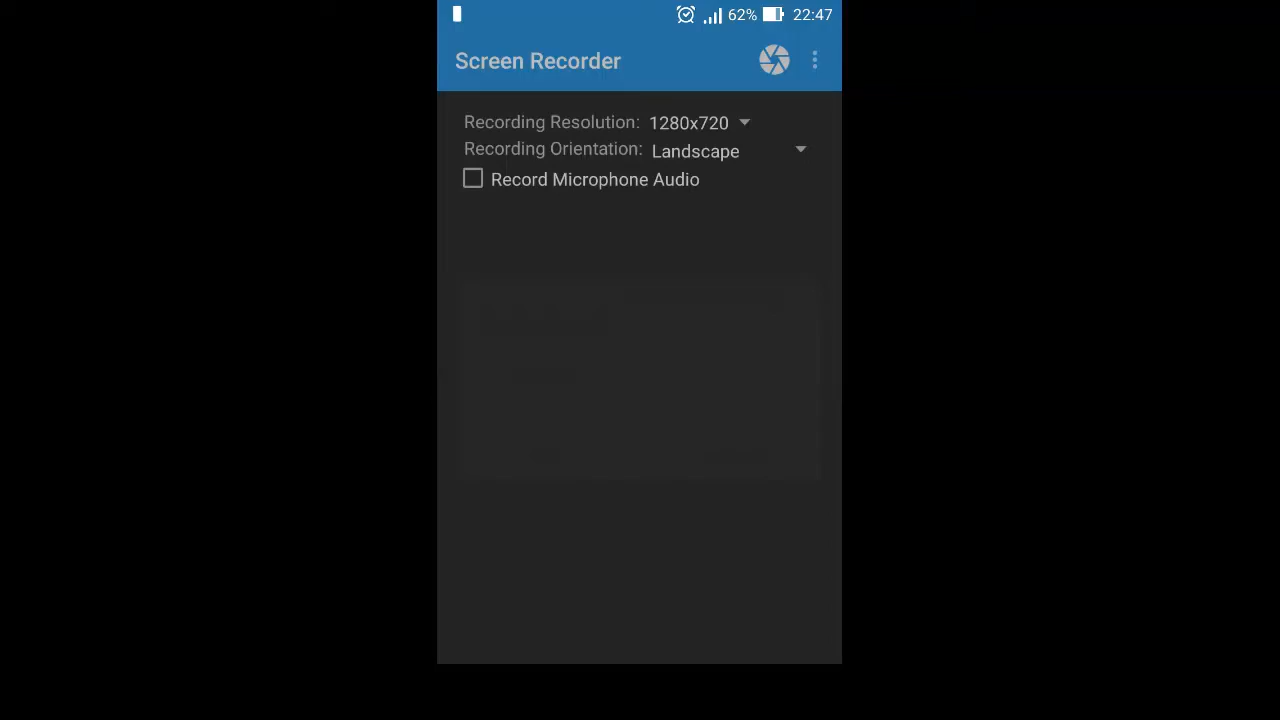 62% 22:47
Screen Recorder
Recording Resolution: 1280x720
Recording Orientation: Landscape
Record Microphone Audio